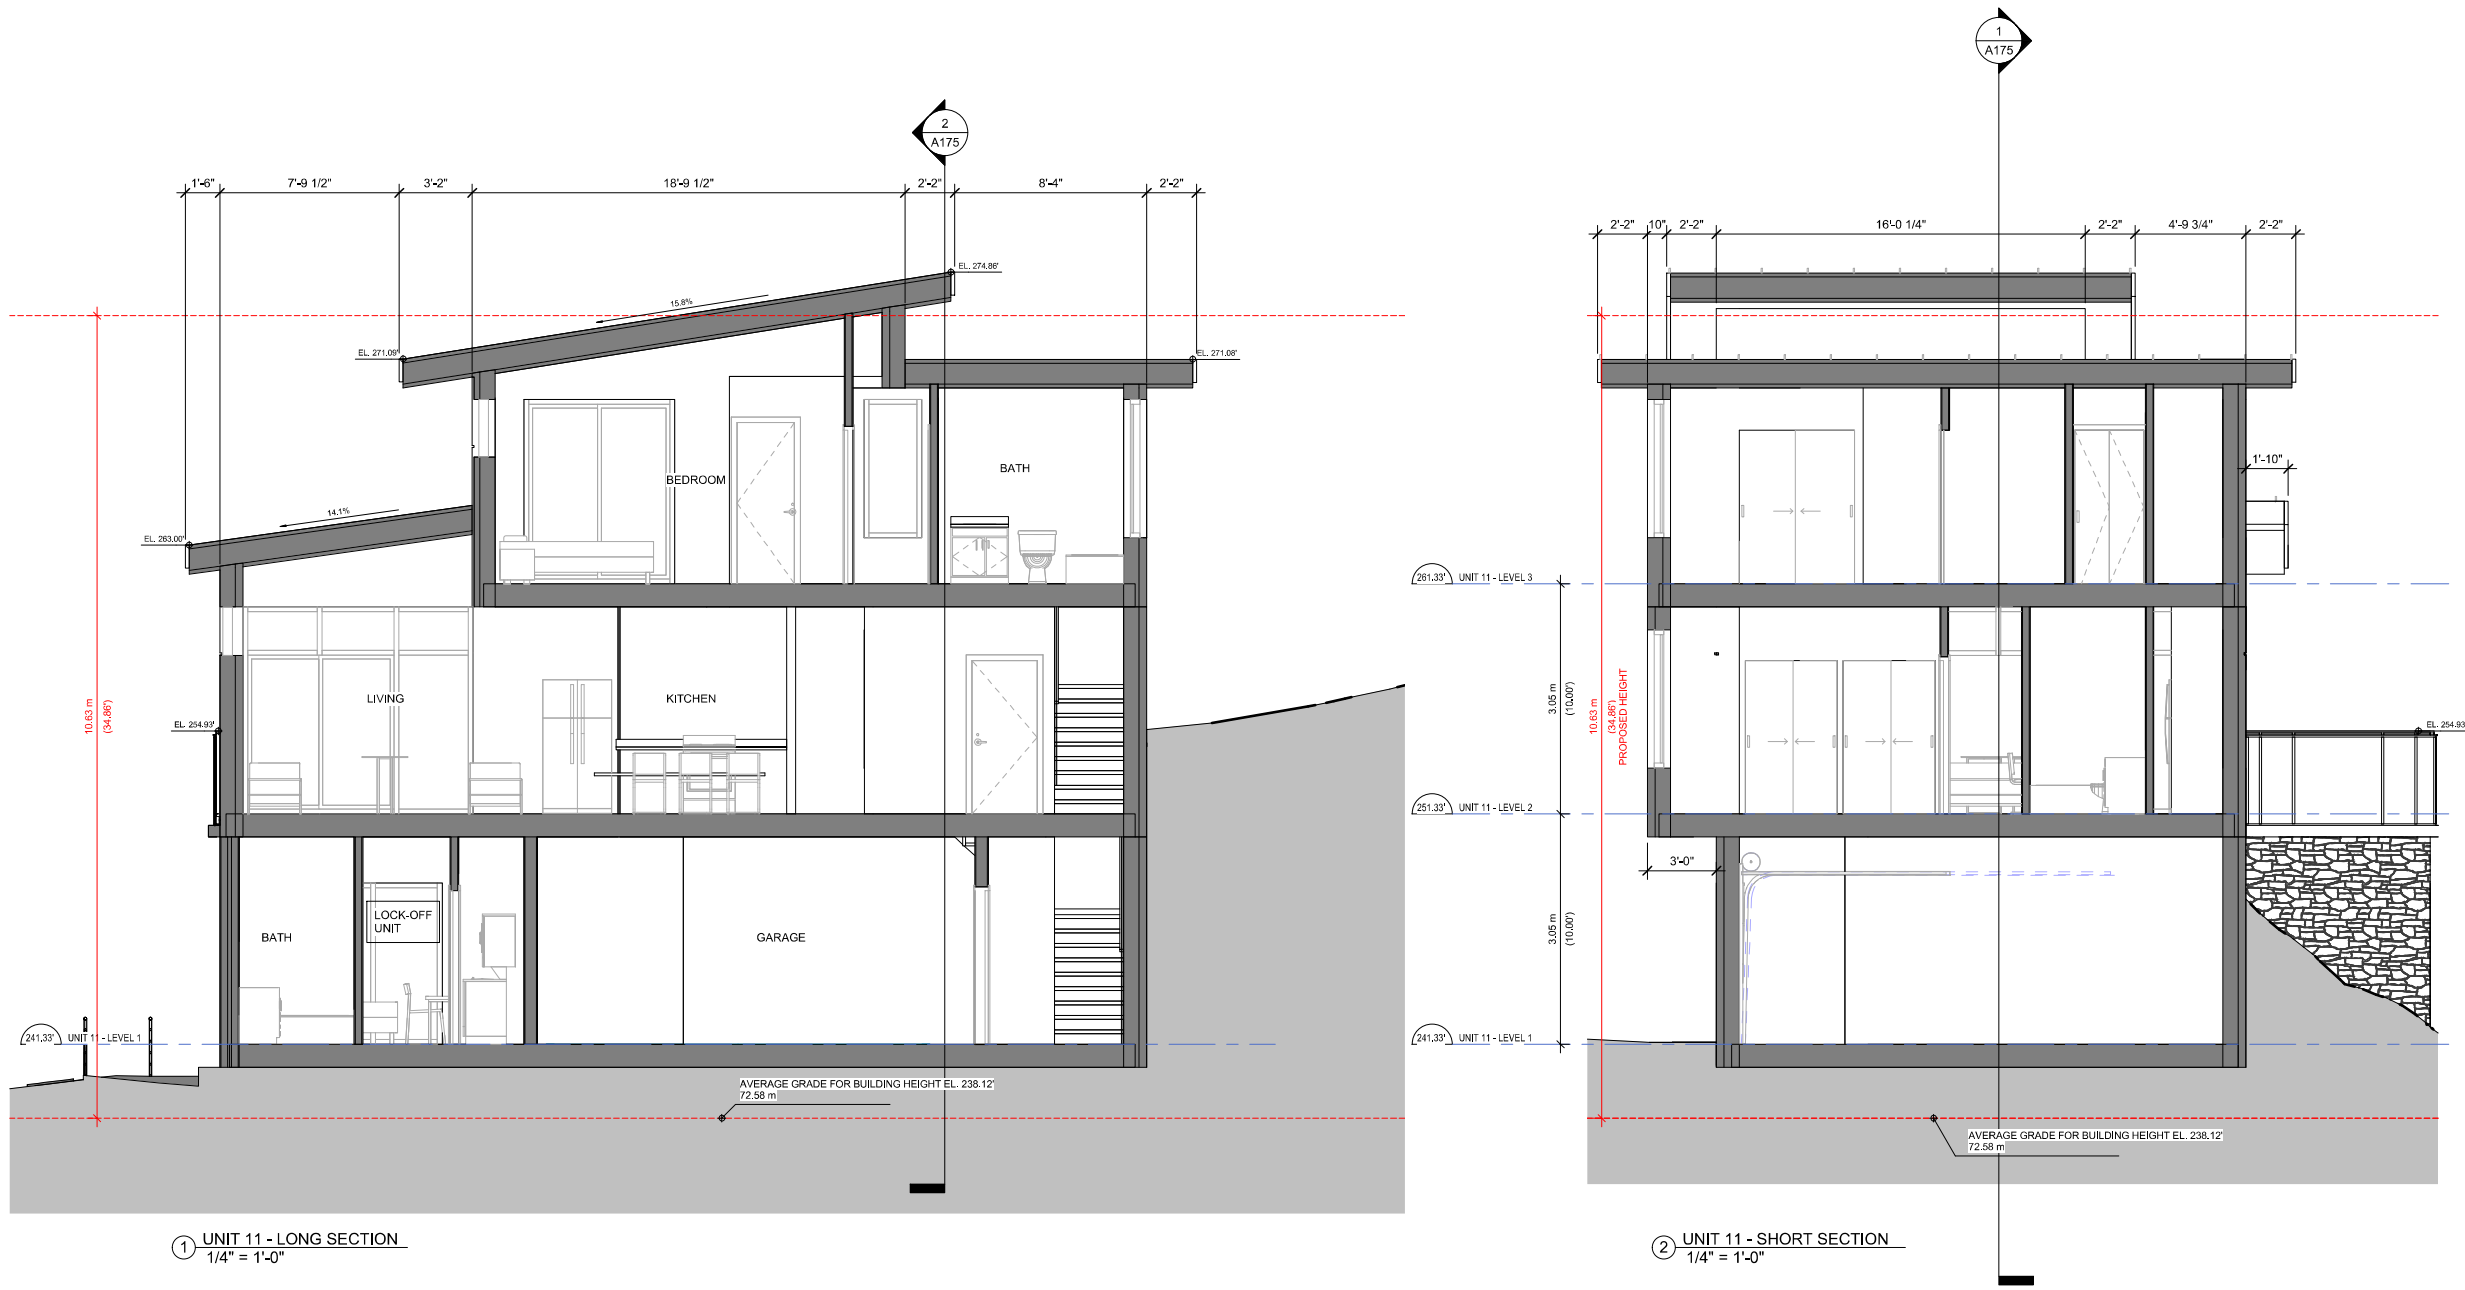 1
A175
2
A175
1'-6"
7'-9 1/2"
3'-2"
18'-9 1/2"
2'-2"
8'-4"
2'-2"
2'-2"
10"
2'-2"
16'-0 1/4"
2'-2"
4'-9 3/4"
2'-2"
EL. 274.86'
15.8%
EL. 271.09'
EL. 271.08'
BEDROOM
BATH
1'-10"
14.1%
EL. 263.00'
261.33' UNIT 11 - LEVEL 3
LIVING
KITCHEN
10.63 m
(34.86')
EL. 254.93'
3.05 m
(10.00')
10.63 m
(34.86')
PROPOSED HEIGHT
EL. 254.93
251.33' UNIT 11 - LEVEL 2
3'-0"
LOCK-OFF
UNIT
BATH
GARAGE
3.05 m
(10.00')
241.33' UNIT 11 - LEVEL 1
241.33' UNIT 11 - LEVEL 1
AVERAGE GRADE FOR BUILDING HEIGHT EL. 238.12'
72.58 m
AVERAGE GRADE FOR BUILDING HEIGHT EL. 238.12'
72.58 m
1 UNIT 11 - LONG SECTION
1/4" = 1'-0"
2 UNIT 11 - SHORT SECTION
1/4" = 1'-0"